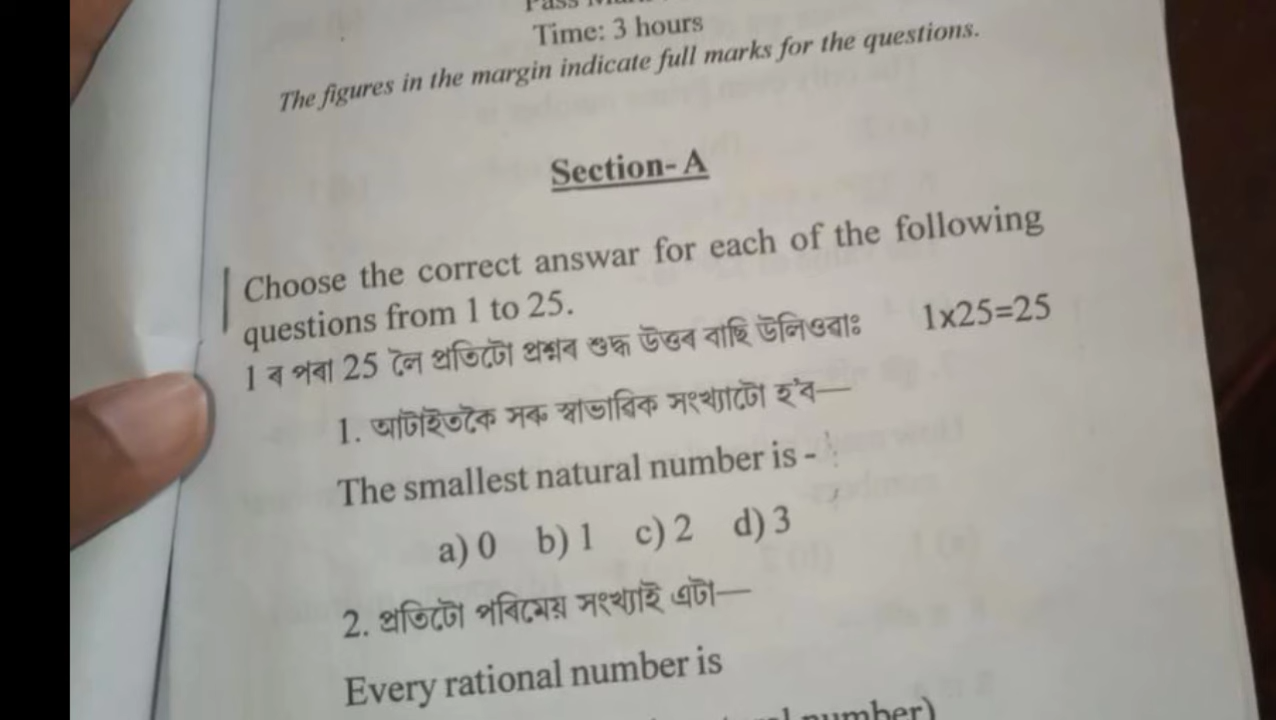 Time: 3 hours
The figures in the margin indicate full marks for the questions.
Section- A
Choose the correct answar for each of the following
questions from 1 to 25.
1 ৰ পৰা 25 লৈ প্ৰতিটো প্ৰশ্নৰ শুদ্ধ উত্তৰ বাছি উলিওৱাঃ 1x25=25
1. আটাইতকৈ সৰু স্বাভাৱিক সংখ্যাটো হ'ব—
The smallest natural number is -
a) 0 b) 1 c) 2 d) 3
2. প্ৰতিটো পৰিমেয় সংখ্যাই এটা—
Every rational number is
number)